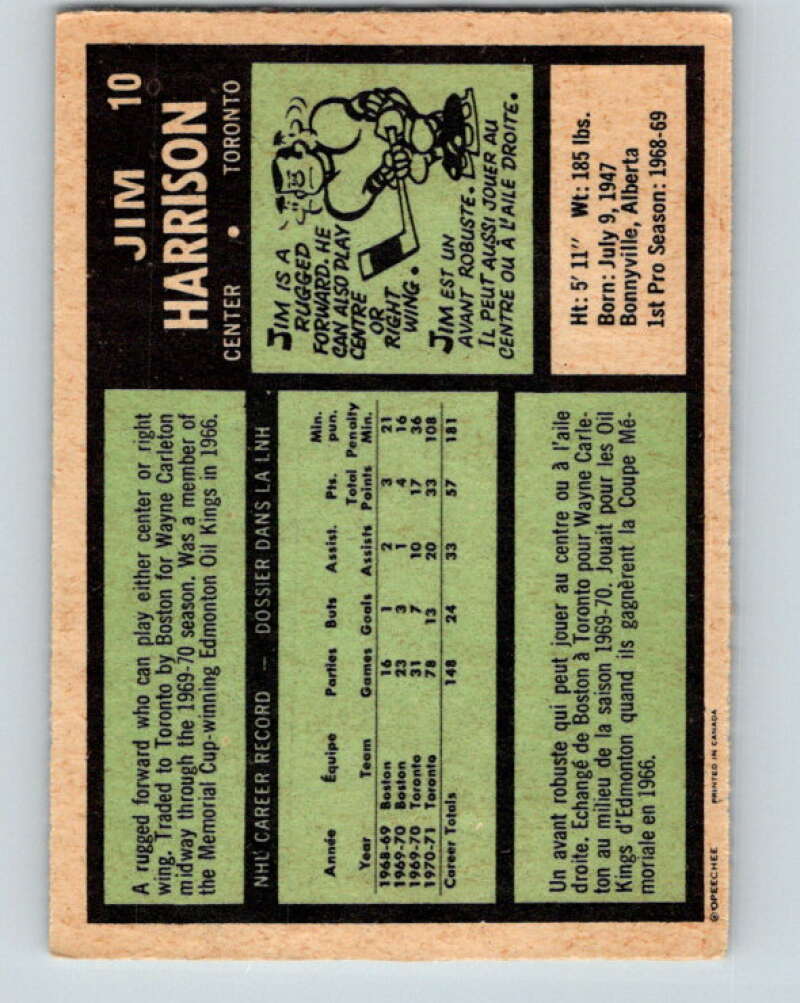 JIM 10
HARRISON
CENTER • TORONTO
A rugged forward who can play either center or right
wing. Traded to Toronto by Boston for Wayne Carleton
midway through the 1969-70 season. Was a member of
the Memorial Cup-winning Edmonton Oil Kings in 1966.
JIM IS A
RUGGED
FORWARD. HE
CAN ALSO PLAY
CENTRE
OR
RIGHT
WING.
JIM EST UN
AVANT ROBUSTE.
IL PEUT AUSSI JOUER AU
CENTRE OU À L'AILE DROITE.
NHL CAREER RECORD — DOSSIER DANS LA LNH
Année Équipe Parties Buts Assist. Pts. Min. pun.
Year Team Games Goals Assists Total Points Penalty Min.
1968-69 Boston 16 1 2 3 21
1969-70 Boston 23 3 1 4 16
1969-70 Toronto 31 7 10 17 36
1970-71 Toronto 78 13 20 33 108
Career Totals 148 24 33 57 181
Ht: 5' 11" Wt: 185 lbs.
Born: July 9, 1947
Bonnyville, Alberta
1st Pro Season: 1968-69
Un avant robuste qui peut jouer au centre ou à l'aile
droite. Echangé de Boston à Toronto pour Wayne Carle-
ton au milieu de la saison 1969-70. Jouait pour les Oil
Kings d'Edmonton quand ils gagnèrent la Coupe Mé-
moriale en 1966.
©OPEECHEE PRINTED IN CANADA